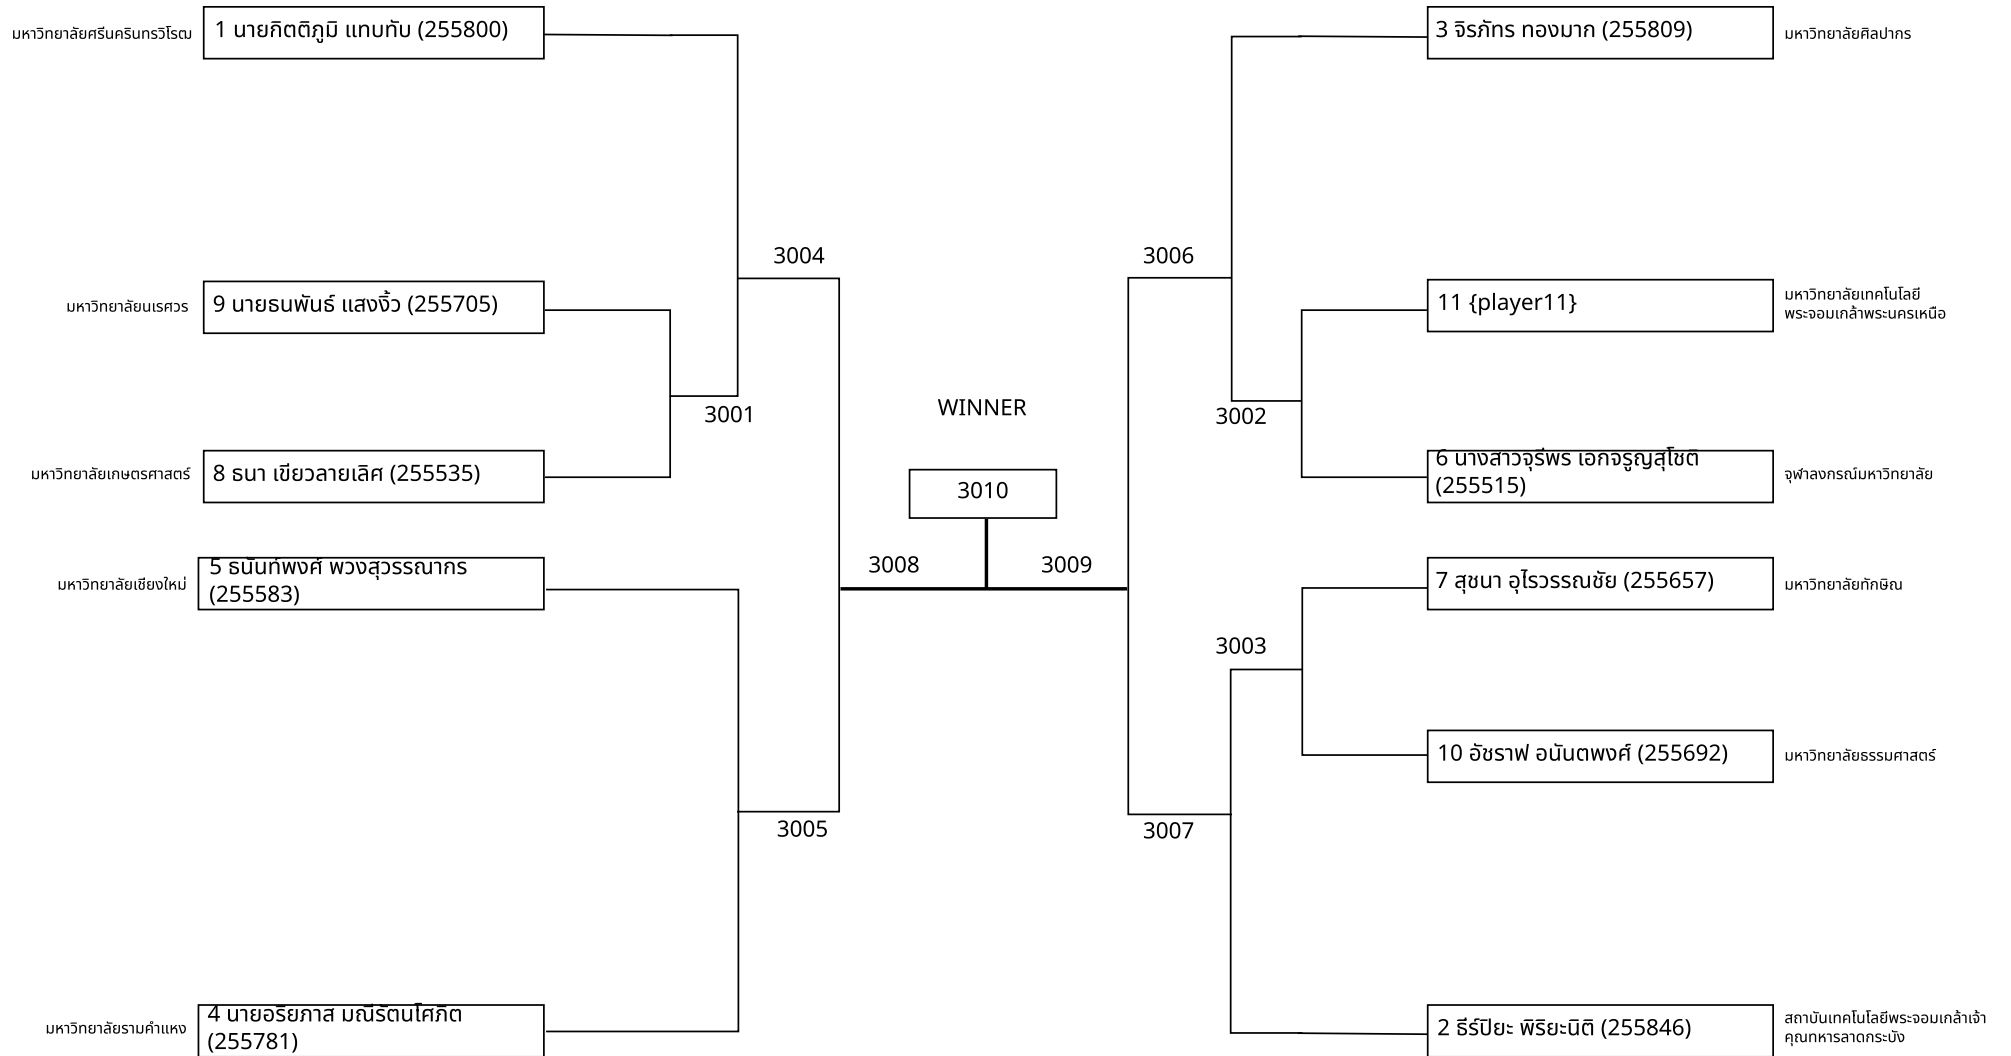 มหาวิทยาลัยศรีนครินทรวิโรฒ
1 นายกิตติภูมิ แทบทับ (255800)
3 จิรภัทร ทองมาก (255809)
มหาวิทยาลัยศิลปากร
3004
3006
มหาวิทยาลัยนเรศวร
9 นายธนพันธ์ แสงงิ้ว (255705)
11 {player11}
มหาวิทยาลัยเทคโนโลยี
พระจอมเกล้าพระนครเหนือ
3001
WINNER
3002
มหาวิทยาลัยเกษตรศาสตร์
8 ธนา เขียวลายเลิศ (255535)
3010
6 นางสาวจุรีพร เอกจรูญสุโชติ
(255515)
จุฬาลงกรณ์มหาวิทยาลัย
มหาวิทยาลัยเชียงใหม่
5 ธนันท์พงศ์ พวงสุวรรณากร
(255583)
3008
3009
7 สุชนา อุไรวรรณชัย (255657)
มหาวิทยาลัยทักษิณ
3003
10 อัชราฟ อนันตพงศ์ (255692)
มหาวิทยาลัยธรรมศาสตร์
3005
3007
มหาวิทยาลัยรามคำแหง
4 นายอริยภาส มณีรัตนโศภิต
(255781)
2 ธีร์ปิยะ พิริยะนิติ (255846)
สถาบันเทคโนโลยีพระจอมเกล้าเจ้า
คุณทหารลาดกระบัง